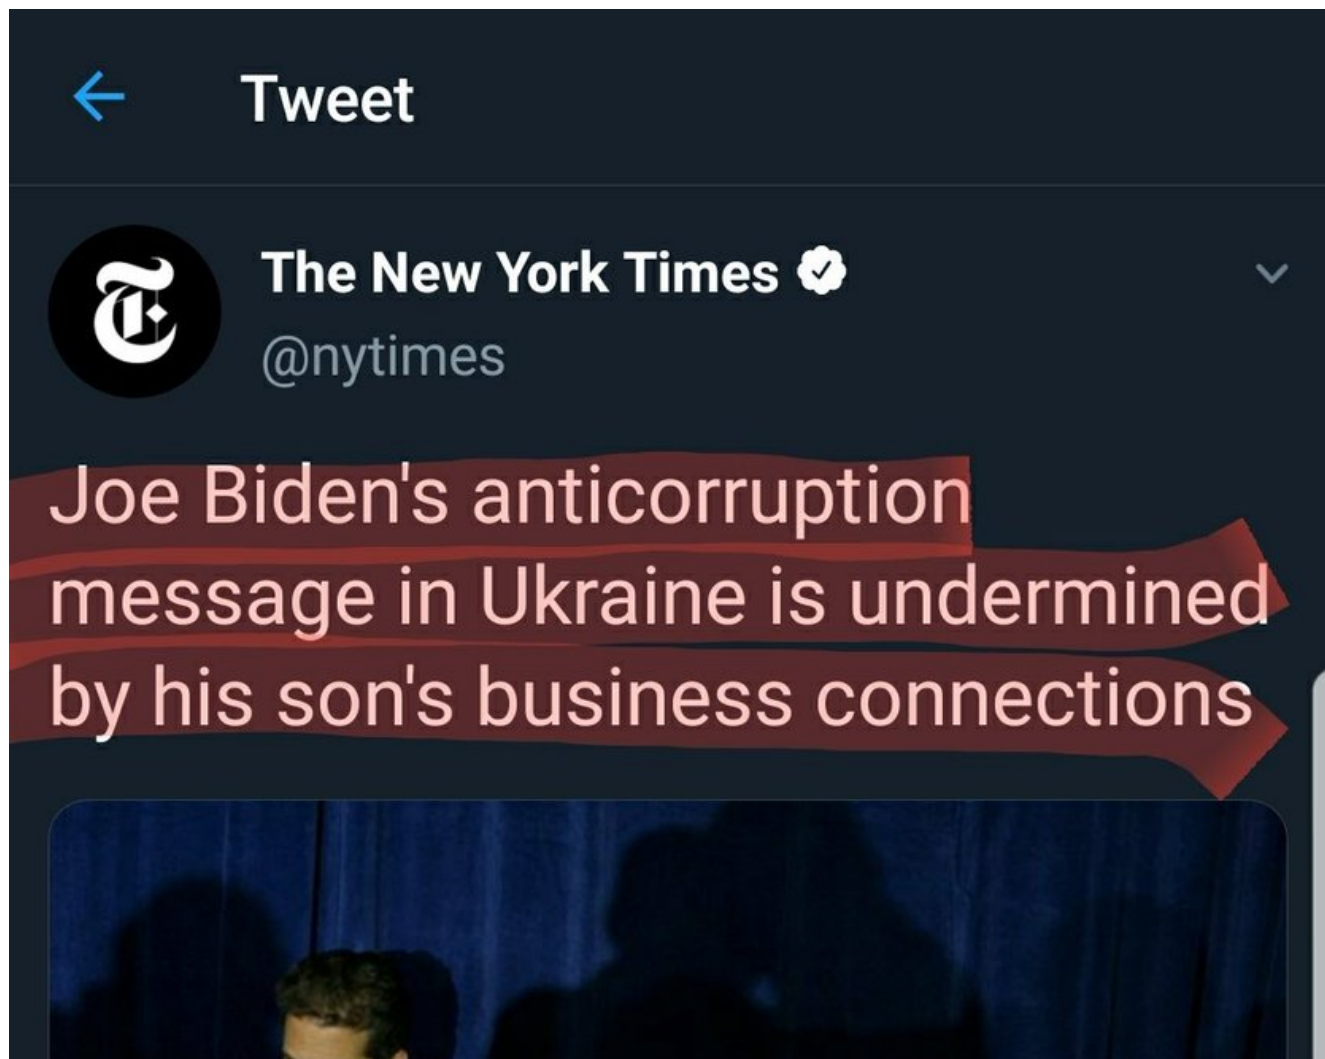 Tweet
The New York Times
@nytimes
Joe Biden's anticorruption
message in Ukraine is undermined
by his son's business connections